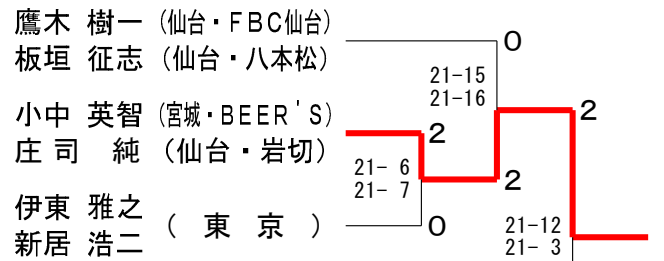 鷹木 樹一 (仙台・FBC仙台)
板垣 征志 (仙台・八本松)
0
21-15
21-16
2
小中 英智 (宮城・BEER'S)
庄司 純 (仙台・岩切)
2
21- 6
21- 7
2
伊東 雅之
新居 浩二
(東京)
0
21-12
21- 3